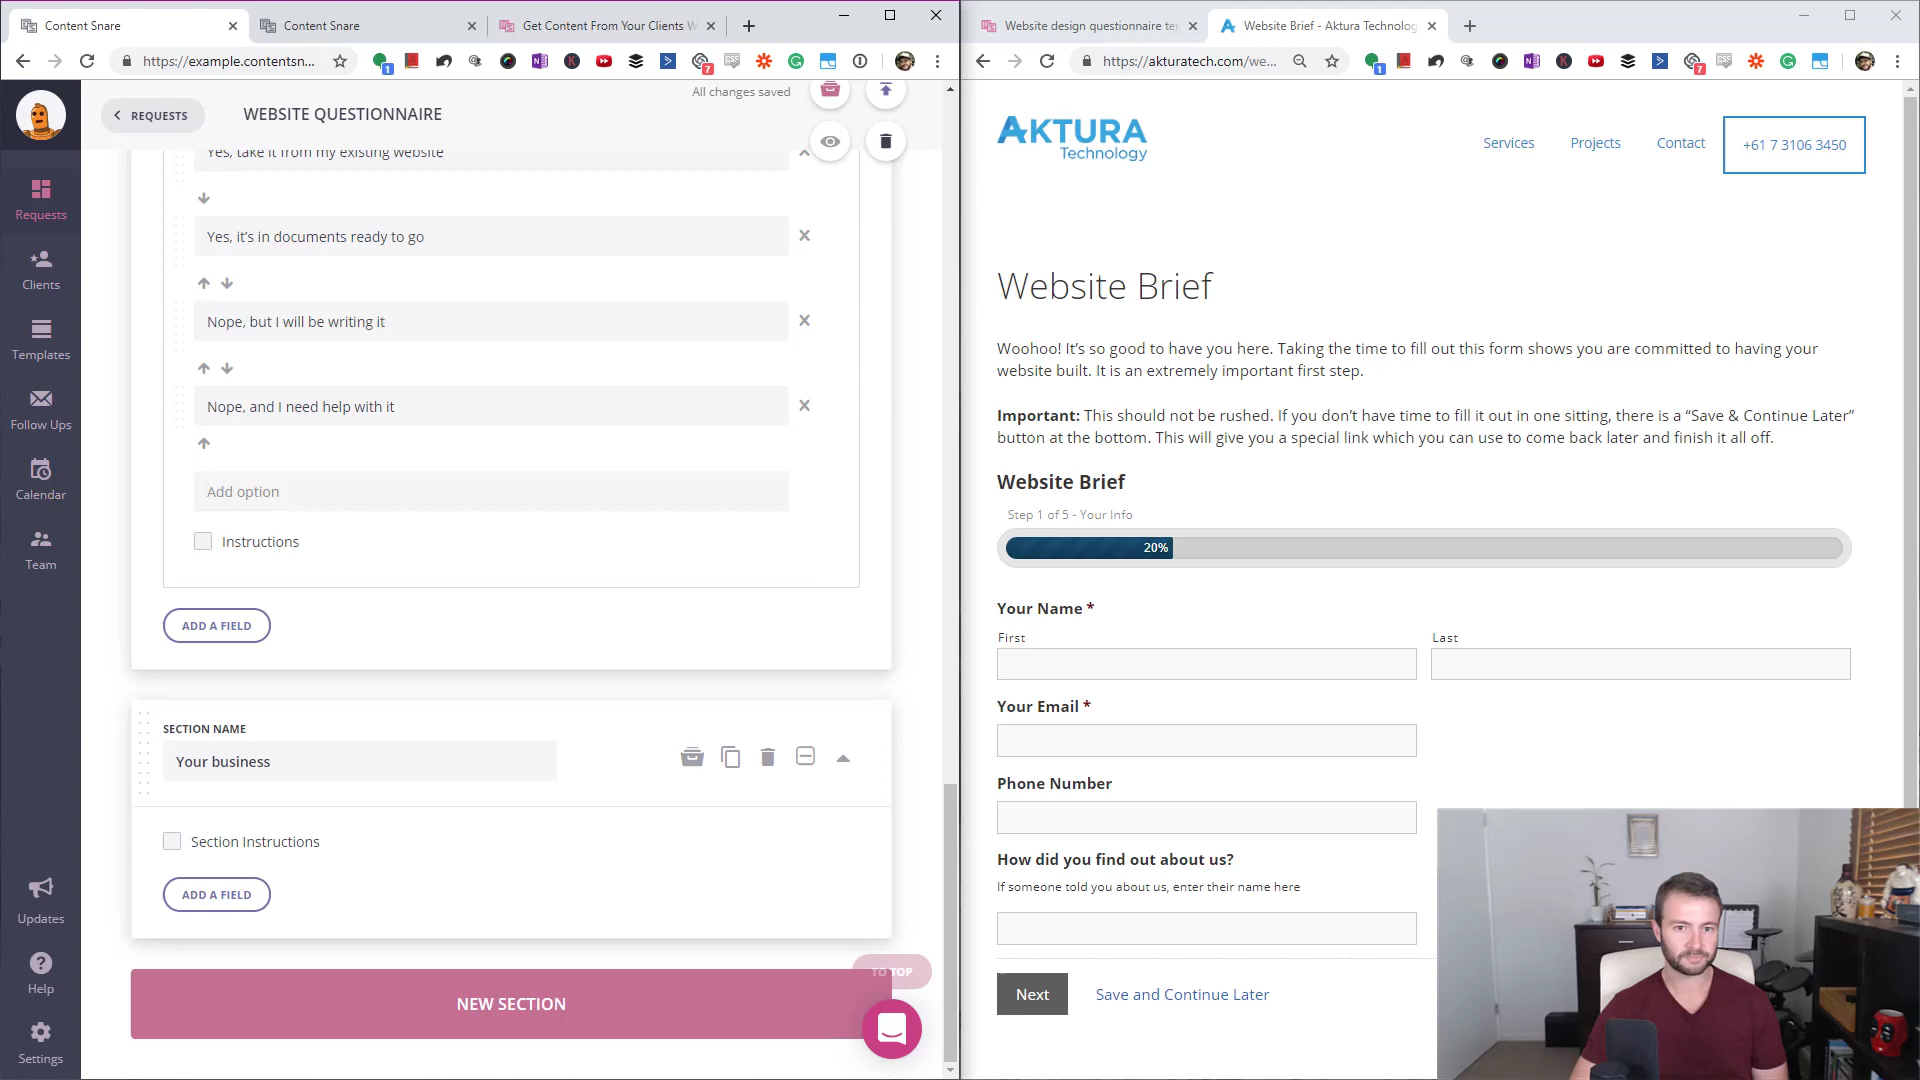 Content Snare
Content Snare
Get Content From Your Clients W
Website design questionnaire te
Website Brief - Aktura Technolog
https://example.contentsn...
https://akturatech.com/we...
REQUESTS
WEBSITE QUESTIONNAIRE
All changes saved
Requests
Clients
Templates
Follow Ups
Calendar
Team
Updates
Help
Settings
Yes, take it from my existing website
Yes, it's in documents ready to go
Nope, but I will be writing it
Nope, and I need help with it
Add option
Instructions
ADD A FIELD
SECTION NAME
Your business
Section Instructions
ADD A FIELD
TO TOP
NEW SECTION
AKTURA
Technology
Services
Projects
Contact
+61 7 3106 3450
Website Brief
Woohoo! It's so good to have you here. Taking the time to fill out this form shows you are committed to having your
website built. It is an extremely important first step.
Important: This should not be rushed. If you don't have time to fill it out in one sitting, there is a “Save & Continue Later”
button at the bottom. This will give you a special link which you can use to come back later and finish it all off.
Website Brief
Step 1 of 5 - Your Info
20%
Your Name *
First
Last
Your Email *
Phone Number
How did you find out about us?
If someone told you about us, enter their name here
Next
Save and Continue Later